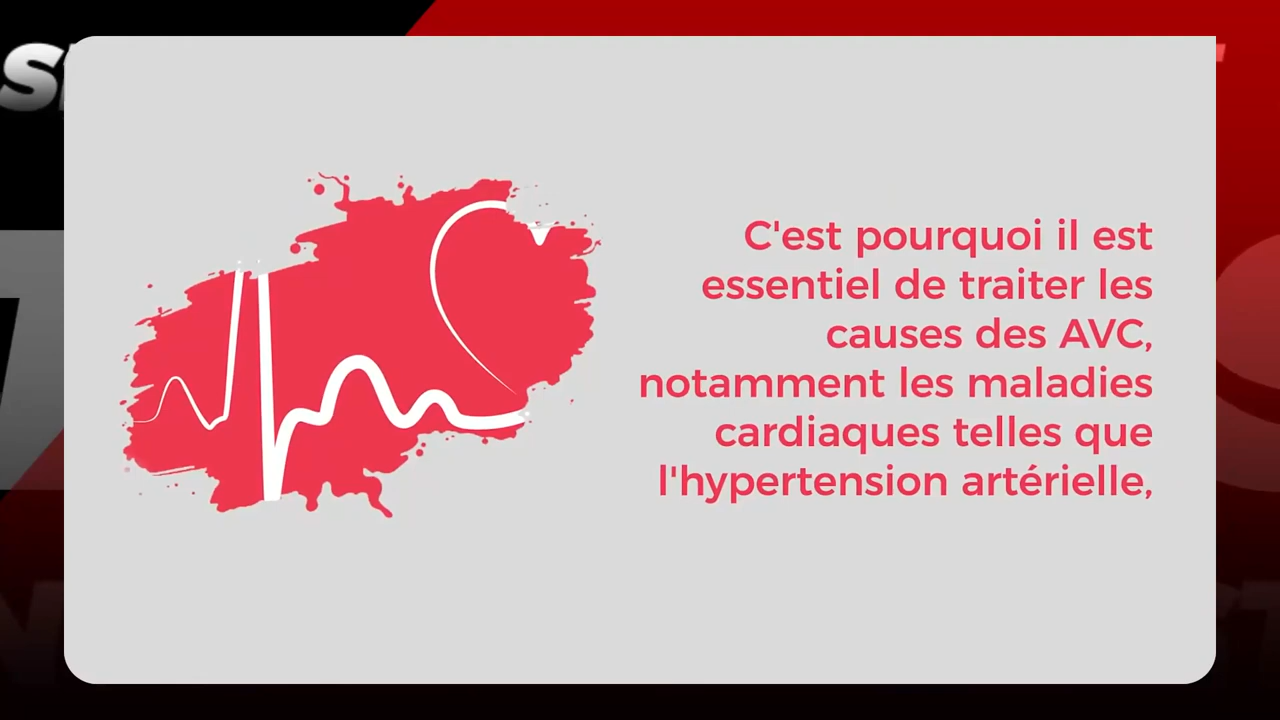 C'est pourquoi il est
essentiel de traiter les
causes des AVC,
notamment les maladies
cardiaques telles que
l'hypertension artérielle,